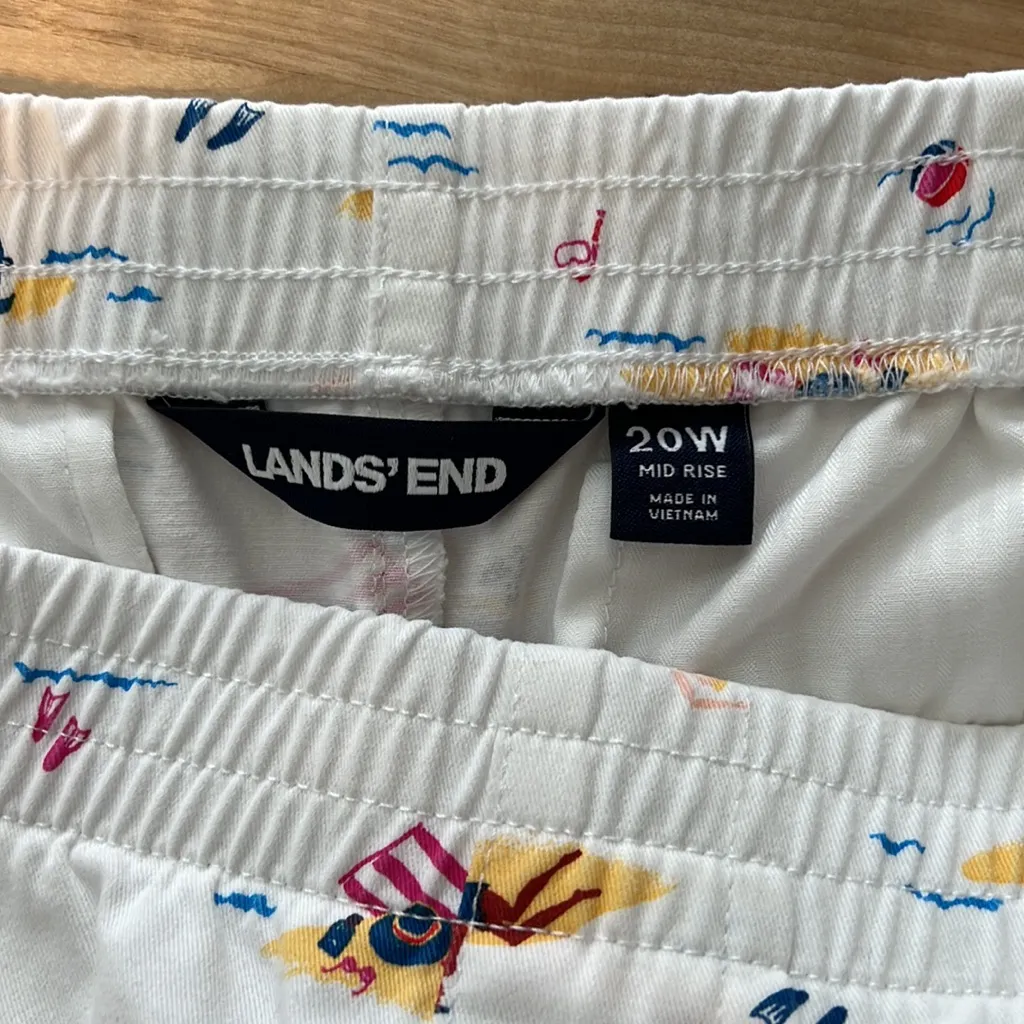 LANDS' END
20W
MID RISE
MADE IN
VIETNAM